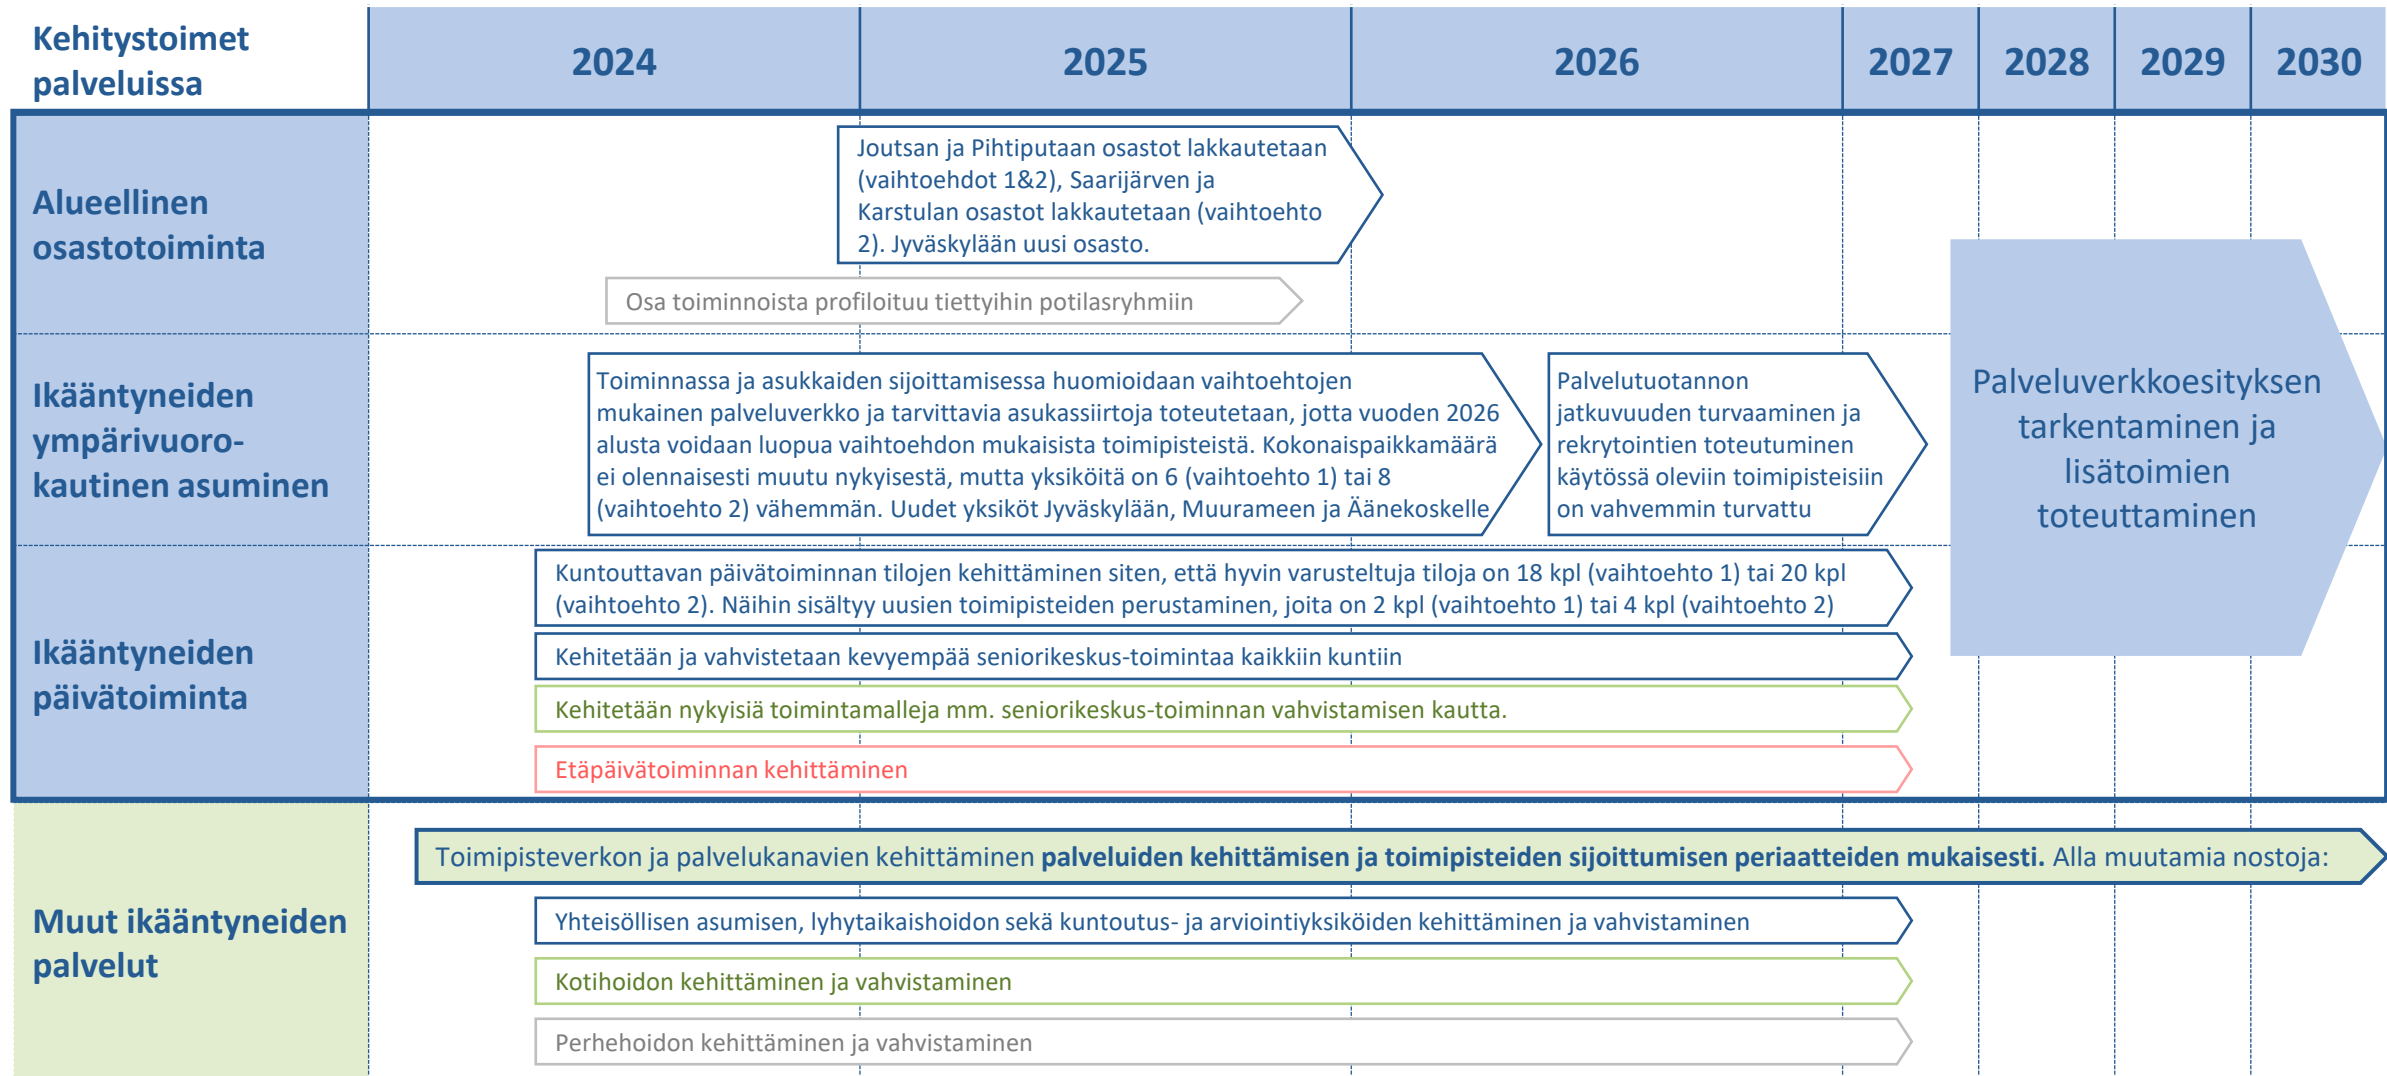 Kehitystoimet
palveluissa
2024
2025
2026
2027
2028
2029
2030
Alueellinen
osastotoiminta
Joutsan ja Pihtiputaan osastot lakkautetaan
(vaihtoehdot 1&2), Saarijärven ja
Karstulan osastot lakkautetaan (vaihtoehto
2). Jyväskylään uusi osasto.
Osa toiminnoista profiloituu tiettyihin potilasryhmiin
Ikääntyneiden
ympärivuoro-
kautinen asuminen
Toiminnassa ja asukkaiden sijoittamisessa huomioidaan vaihtoehtojen
mukainen palveluverkko ja tarvittavia asukassiirtoja toteutetaan, jotta vuoden 2026
alusta voidaan luopua vaihtoehdon mukaisista toimipisteistä. Kokonaispaikkamäärä
ei olennaisesti muutu nykyisestä, mutta yksiköitä on 6 (vaihtoehto 1) tai 8
(vaihtoehto 2) vähemmän. Uudet yksiköt Jyväskylään, Muurameen ja Äänekoskelle
Palvelutuotannon
jatkuvuuden turvaaminen ja
rekrytointien toteutuminen
käytössä oleviin toimipisteisiin
on vahvemmin turvattu
Palveluverkkoesityksen
tarkentaminen ja
lisätoimien
toteuttaminen
Ikääntyneiden
päivätoiminta
Kuntouttavan päivätoiminnan tilojen kehittäminen siten, että hyvin varusteltuja tiloja on 18 kpl (vaihtoehto 1) tai 20 kpl
(vaihtoehto 2). Näihin sisältyy uusien toimipisteiden perustaminen, joita on 2 kpl (vaihtoehto 1) tai 4 kpl (vaihtoehto 2)
Kehitetään ja vahvistetaan kevyempää seniorikeskus-toimintaa kaikkiin kuntiin
Kehitetään nykyisiä toimintamalleja mm. seniorikeskus-toiminnan vahvistamisen kautta.
Etäpäivätoiminnan kehittäminen
Muut ikääntyneiden
palvelut
Toimipisteverkon ja palvelukanavien kehittäminen palveluiden kehittämisen ja toimipisteiden sijoittumisen periaatteiden mukaisesti. Alla muutamia nostoja:
Yhteisöllisen asumisen, lyhytaikaishoidon sekä kuntoutus- ja arviointiyksiköiden kehittäminen ja vahvistaminen
Kotihoidon kehittäminen ja vahvistaminen
Perhehoidon kehittäminen ja vahvistaminen